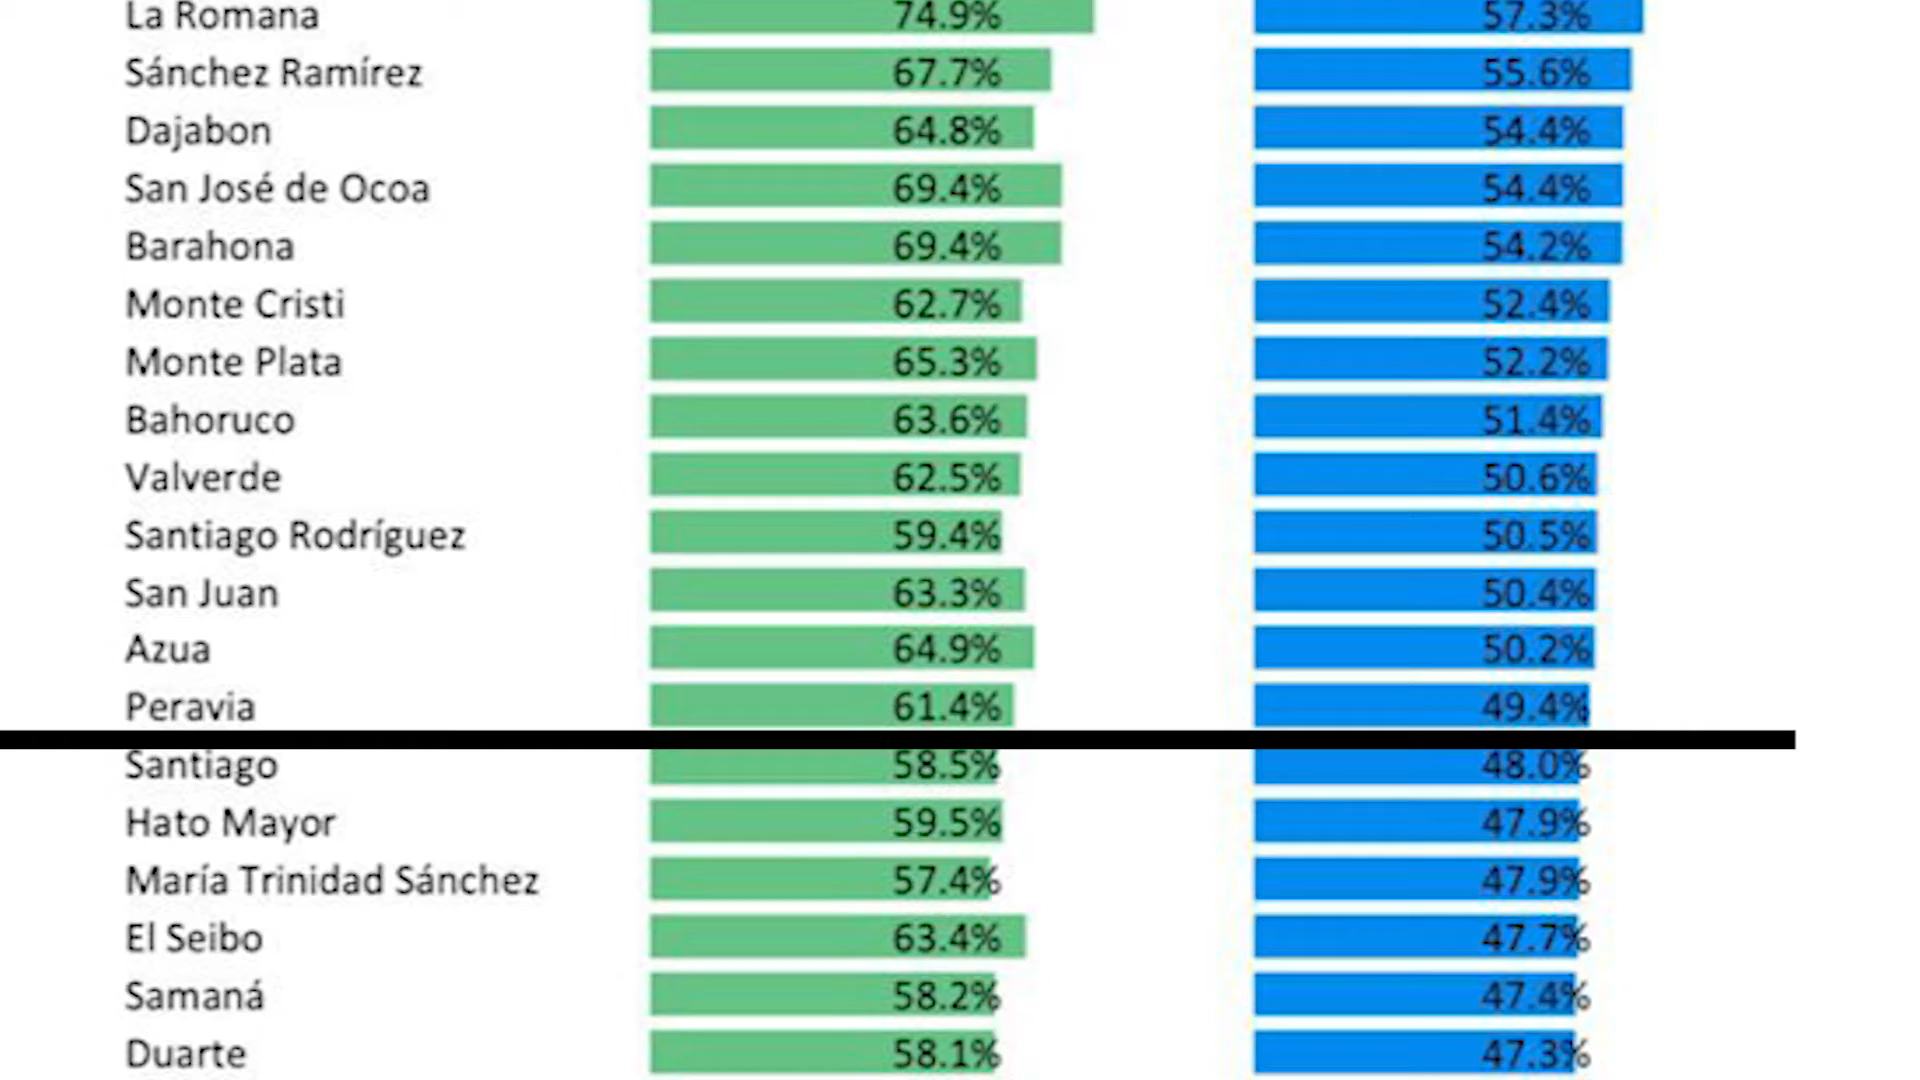 La Romana 74.9% 57.3%
Sánchez Ramírez 67.7% 55.6%
Dajabon 64.8% 54.4%
San José de Ocoa 69.4% 54.4%
Barahona 69.4% 54.2%
Monte Cristi 62.7% 52.4%
Monte Plata 65.3% 52.2%
Bahoruco 63.6% 51.4%
Valverde 62.5% 50.6%
Santiago Rodríguez 59.4% 50.5%
San Juan 63.3% 50.4%
Azua 64.9% 50.2%
Peravia 61.4% 49.4%
Santiago 58.5% 48.0%
Hato Mayor 59.5% 47.9%
María Trinidad Sánchez 57.4% 47.9%
El Seibo 63.4% 47.7%
Samaná 58.2% 47.4%
Duarte 58.1% 47.3%